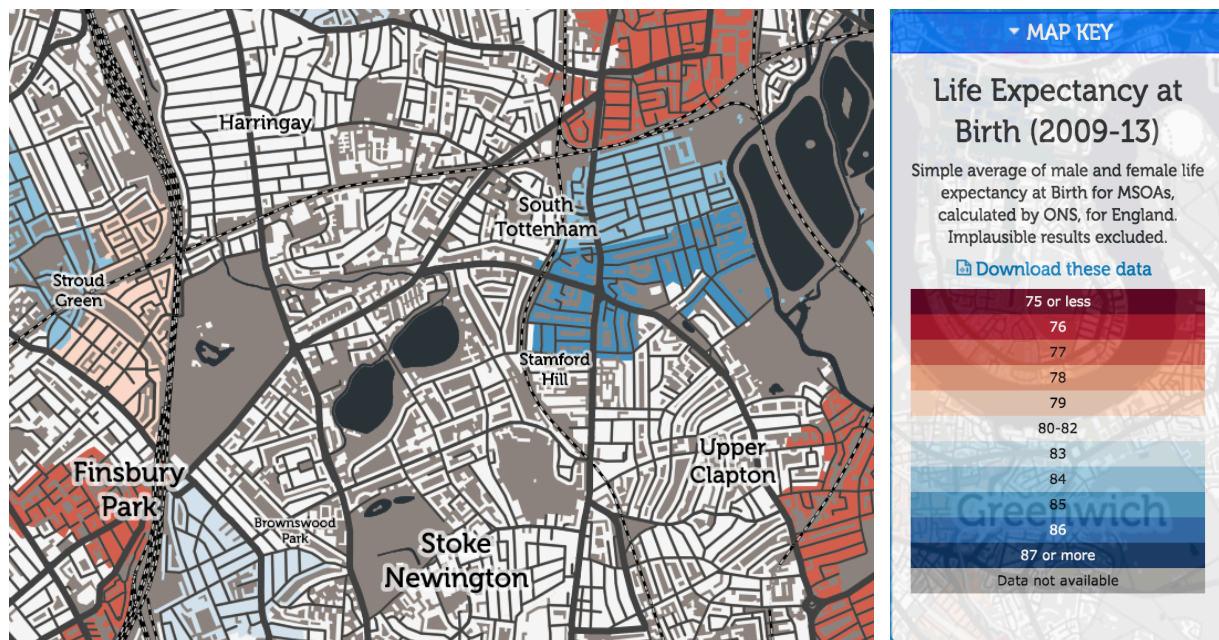 Harringay
South
Tottenham
Stroud
Green
Stamford
Hill
Upper
Clapton
Finsbury
Park
Brownswood
Park
Stoke
Newington
MAP KEY
Life Expectancy at
Birth (2009-13)
Simple average of male and female life
expectancy at Birth for MSOAs,
calculated by ONS, for England.
Implausible results excluded.
Download these data
75 or less
76
77
78
79
80-82
83
84
85
Greenwich
86
87 or more
Data not available